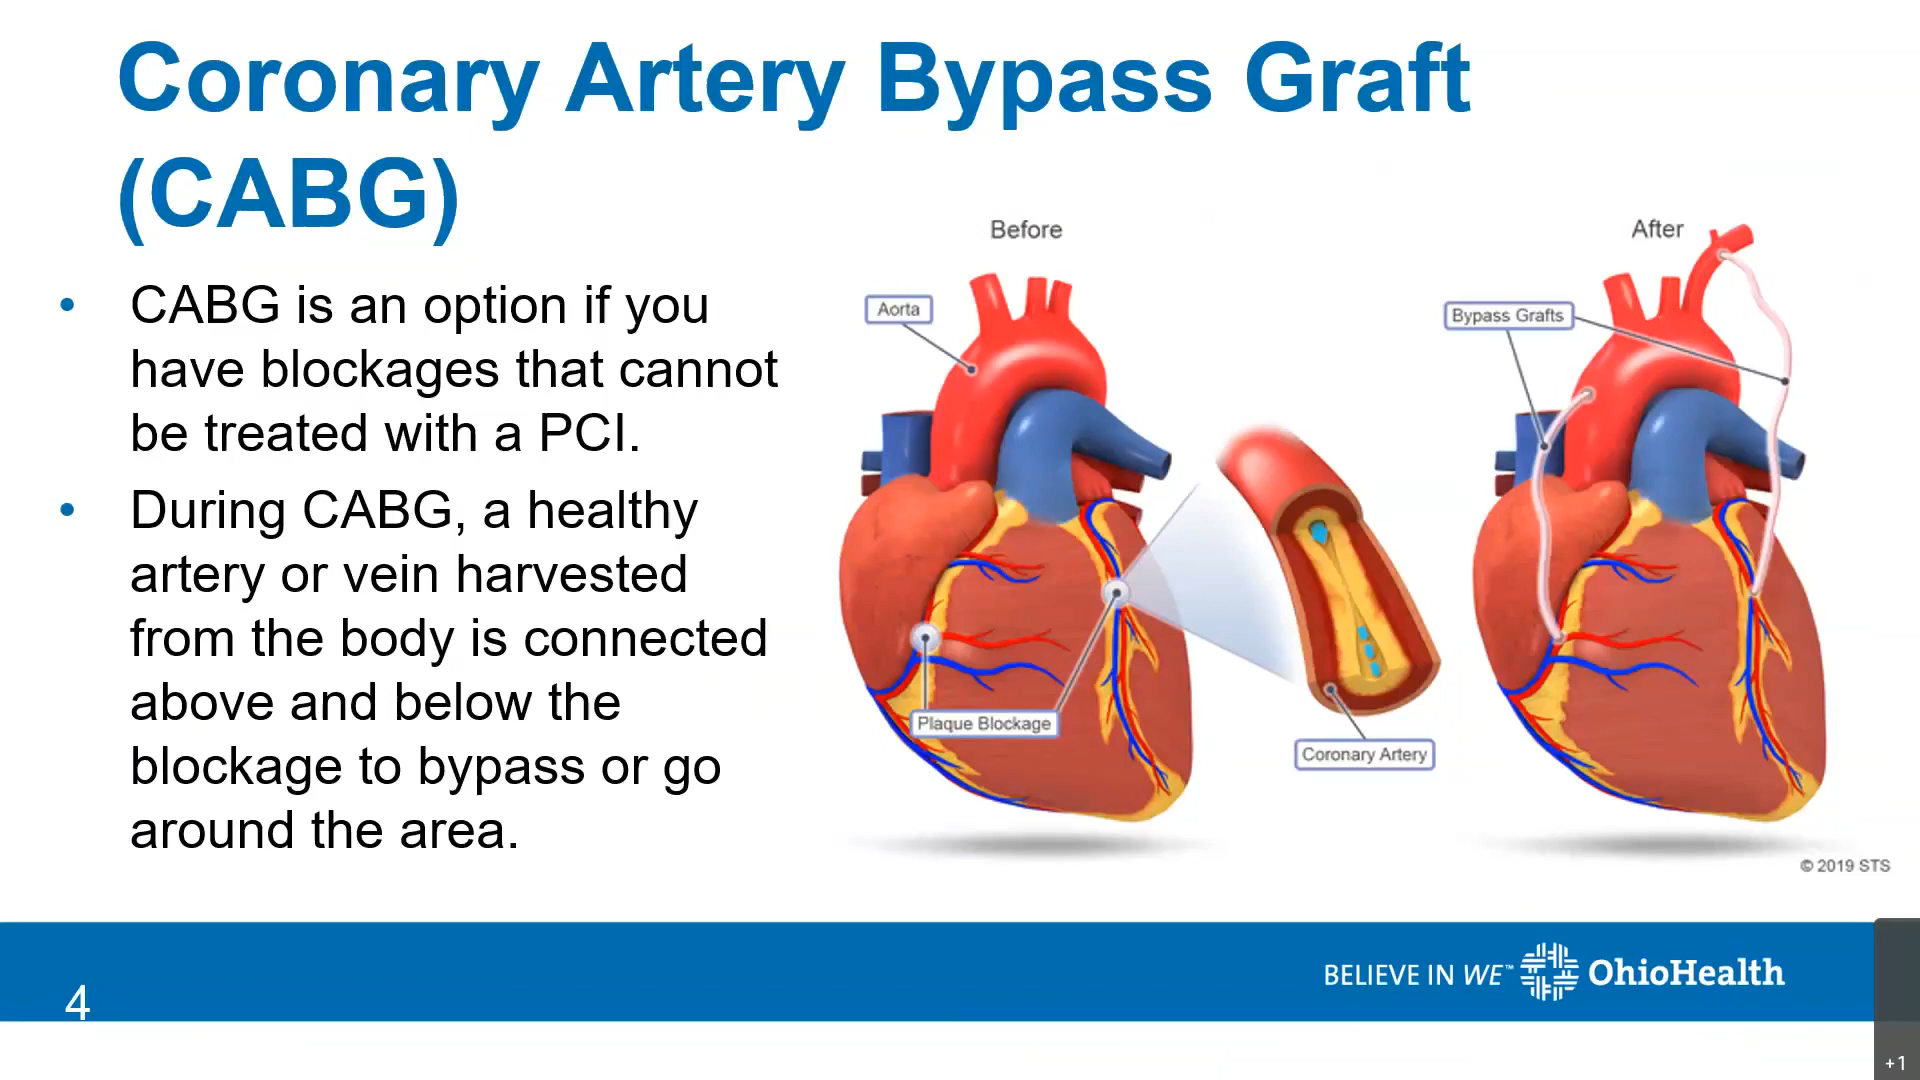 Coronary Artery Bypass Graft
(CABG)
• CABG is an option if you
have blockages that cannot
be treated with a PCI.
• During CABG, a healthy
artery or vein harvested
from the body is connected
above and below the
blockage to bypass or go
around the area.
Before
Aorta
Plaque Blockage
Coronary Artery
After
Bypass Grafts
© 2019 STS
4
BELIEVE IN WE™ OhioHealth
+1